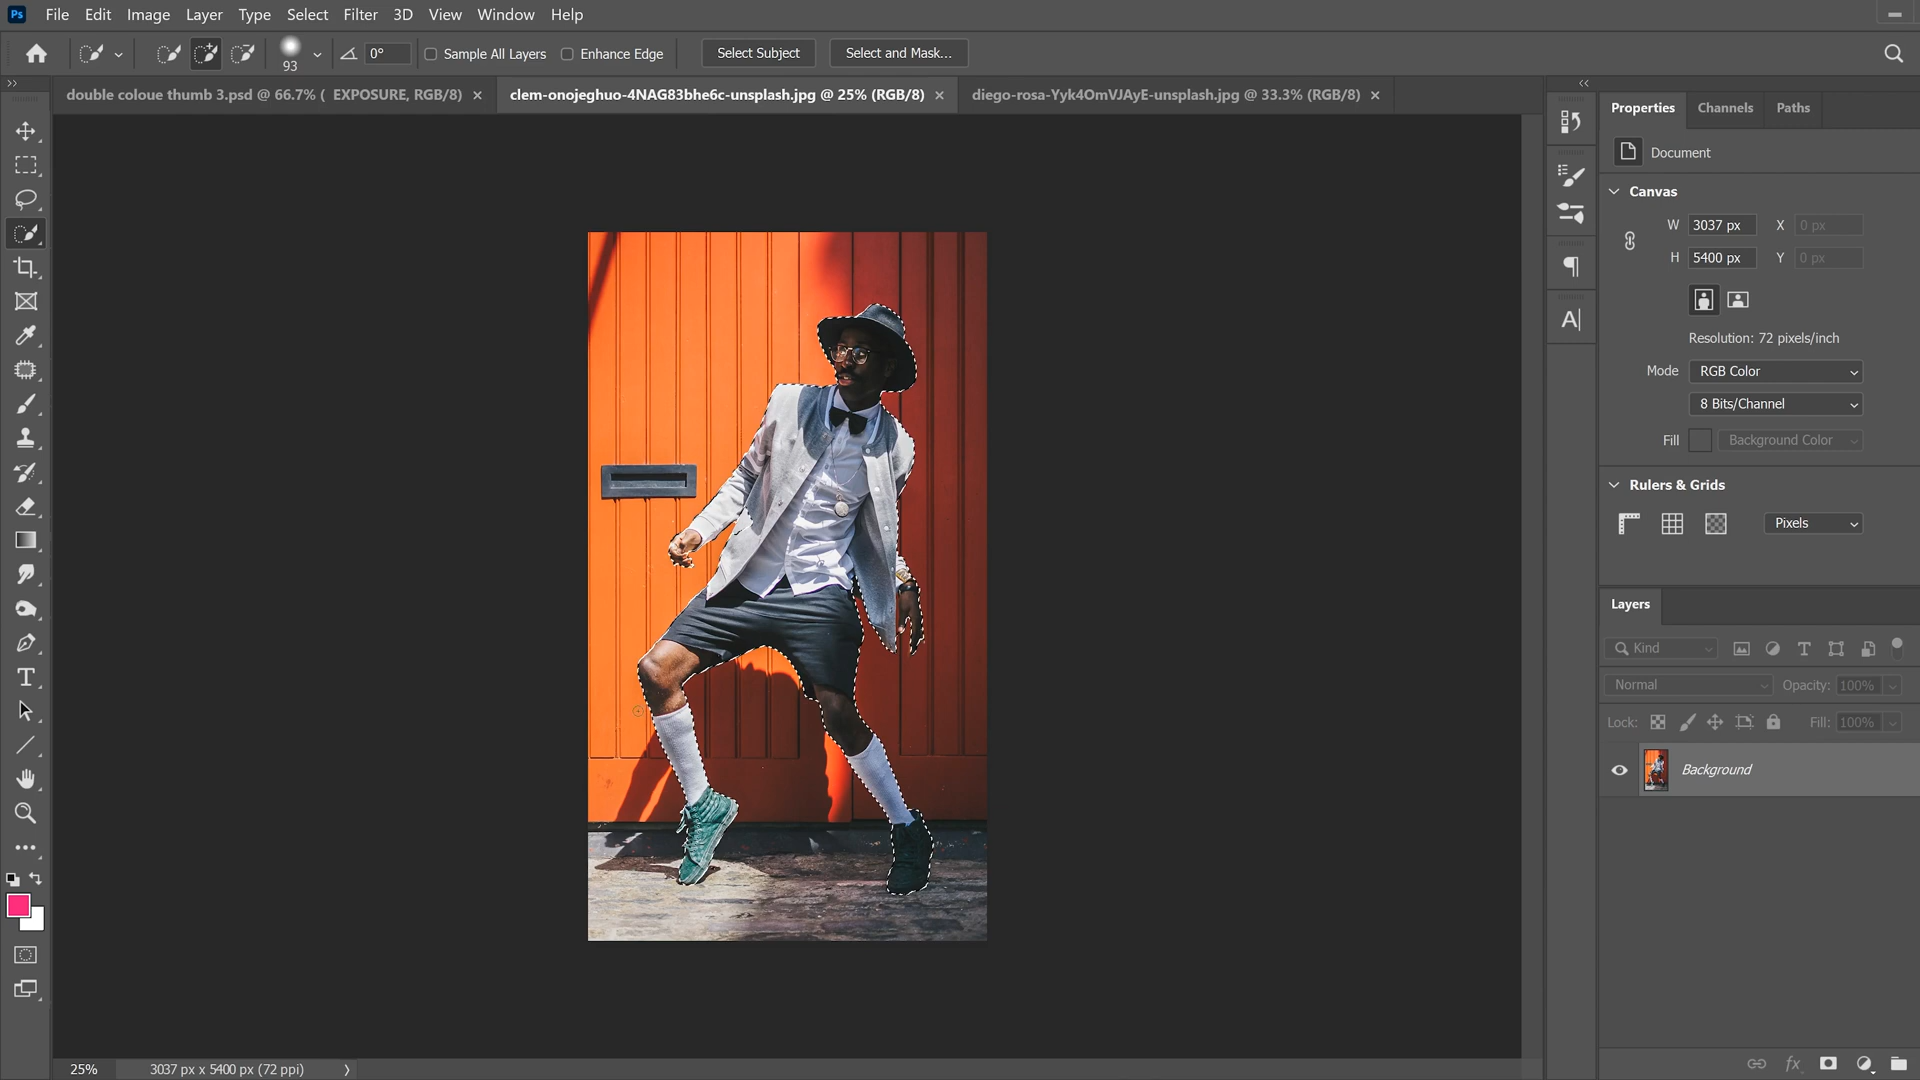 Ps File Edit Image Layer Type Select Filter 3D View Window Help
93 0° Sample All Layers Enhance Edge Select Subject Select and Mask...
double coloue thumb 3.psd @ 66.7% ( EXPOSURE, RGB/8) × clem-onojeghuo-4NAG83bhe6c-unsplash.jpg @ 25% (RGB/8) × diego-rosa-Yyk4OmVJAyE-unsplash.jpg @ 33.3% (RGB/8) ×
Properties Channels Paths
Document
Canvas
W 3037 px X 0 px
H 5400 px Y 0 px
Resolution: 72 pixels/inch
Mode RGB Color
8 Bits/Channel
Fill Background Color
Rulers & Grids
Pixels
Layers
Kind
Normal Opacity: 100%
Lock: Fill: 100%
Background
25% 3037 px x 5400 px (72 ppi)